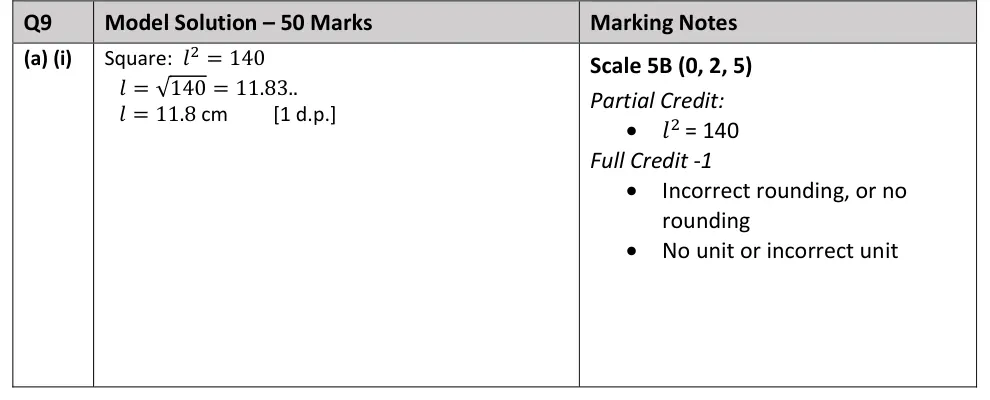 Q9 Model Solution – 50 Marks Marking Notes
(a) (i) Square: l² = 140
l = √140 = 11.83..
l = 11.8 cm [1 d.p.]
Scale 5B (0, 2, 5)
Partial Credit:
• l² = 140
Full Credit -1
• Incorrect rounding, or no
rounding
• No unit or incorrect unit